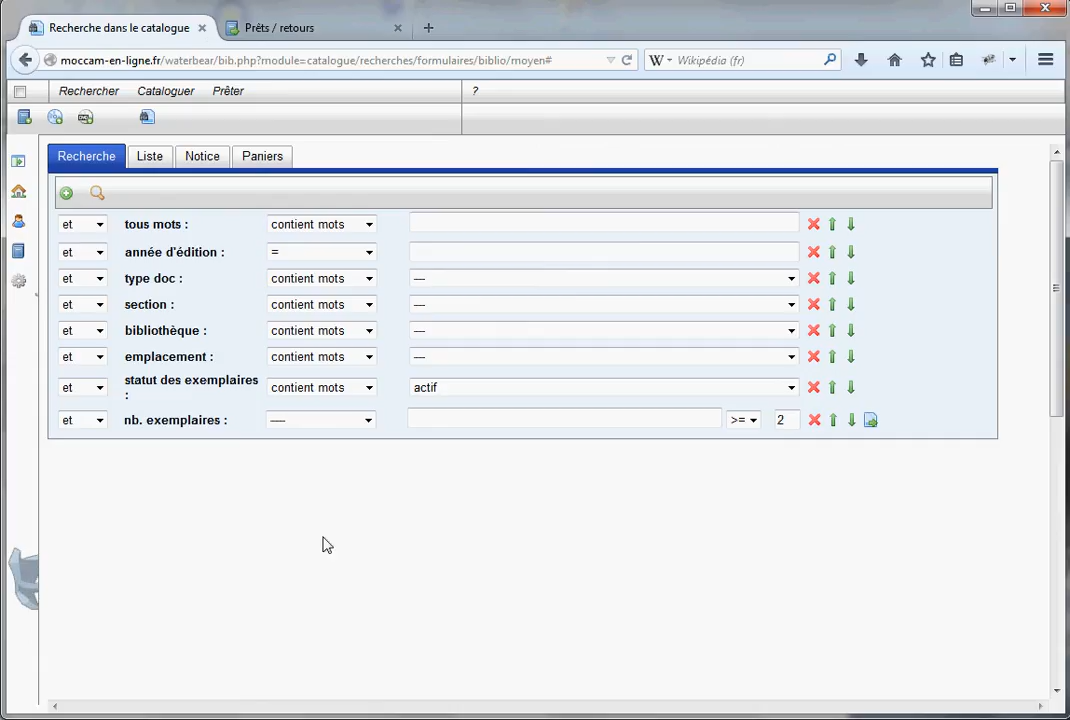 Recherche dans le catalogue
Prêts / retours
moccam-en-ligne.fr/waterbear/bib.php?module=catalogue/recherches/formulaires/biblio/moyen#
W Wikipédia (fr)
Rechercher Cataloguer Prêter ?
Recherche Liste Notice Paniers
et tous mots : contient mots
et année d'édition : =
et type doc : contient mots —
et section : contient mots —
et bibliothèque : contient mots —
et emplacement : contient mots —
et statut des exemplaires : contient mots actif
et nb. exemplaires : — >= 2